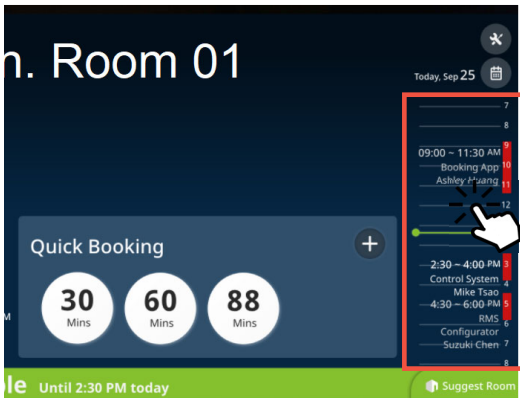 n. Room 01
Today, Sep 25
7
8
9
09:00 ~ 11:30 AM
Booking App 10
Ashley Huang 11
12
Quick Booking
+
30 Mins
60 Mins
88 Mins
2:30 ~ 4:00 PM 3
Control System 4
Mike Tsao
4:30 ~ 6:00 PM 5
RMS 6
Configurator
Suzuki Chen 7
8
M
ble Until 2:30 PM today
Suggest Room